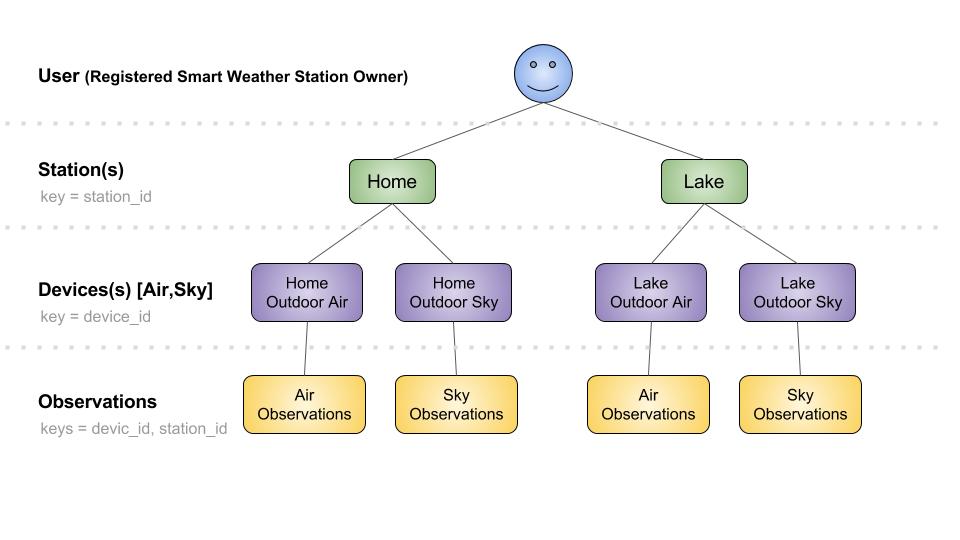 User (Registered Smart Weather Station Owner)
Station(s)
key = station_id
Home
Lake
Devices(s) [Air,Sky]
key = device_id
Home
Outdoor Air
Home
Outdoor Sky
Lake
Outdoor Air
Lake
Outdoor Sky
Observations
keys = devic_id, station_id
Air
Observations
Sky
Observations
Air
Observations
Sky
Observations